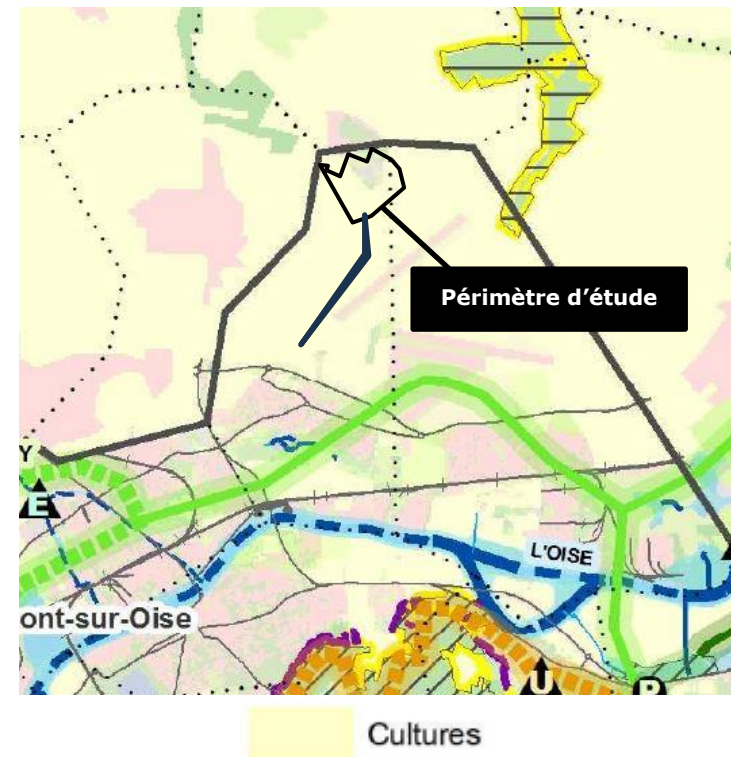 Périmètre d'étude
Y
E
L'OISE
ont-sur-Oise
U
P
Cultures